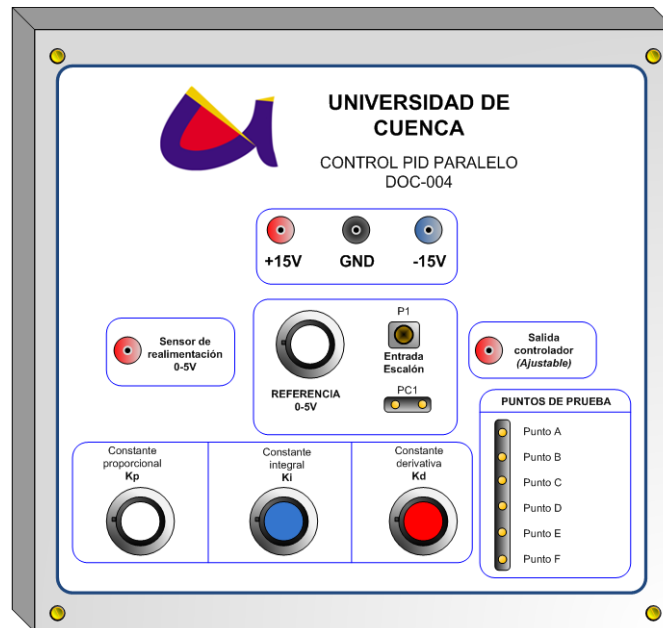 UNIVERSIDAD DE
CUENCA
CONTROL PID PARALELO
DOC-004
+15V
GND
-15V
Sensor de
realimentación
0-5V
REFERENCIA
0-5V
P1
Entrada
Escalón
PC1
Salida
controlador
(Ajustable)
PUNTOS DE PRUEBA
Punto A
Punto B
Punto C
Punto D
Punto E
Punto F
Constante
proporcional
Kp
Constante
integral
Ki
Constante
derivativa
Kd